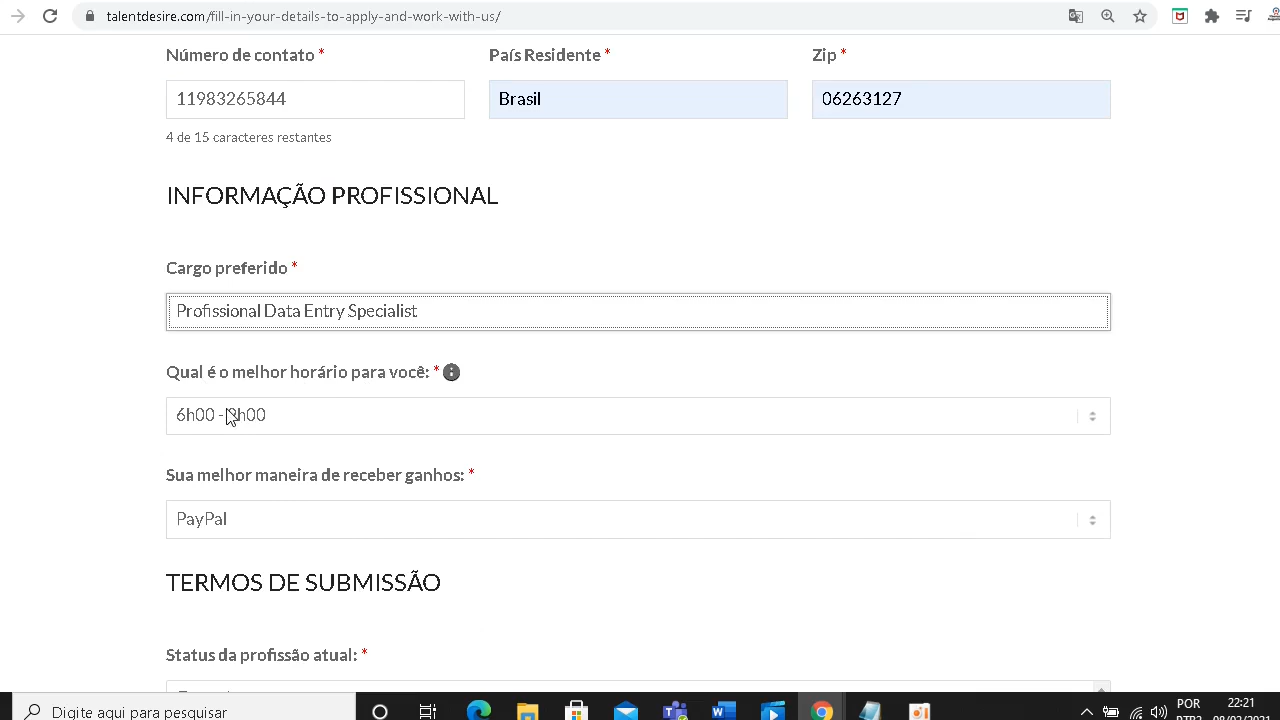 talentdesire.com/fill-in-your-details-to-apply-and-work-with-us/
Número de contato * País Residente * Zip *
11983265844 Brasil 06263127
4 de 15 caracteres restantes
INFORMAÇÃO PROFISSIONAL
Cargo preferido *
Profissional Data Entry Specialist
Qual é o melhor horário para você: *
6h00 - h00
Sua melhor maneira de receber ganhos: *
PayPal
TERMOS DE SUBMISSÃO
Status da profissão atual: *
Digite aqui para pesquisar
POR 22:21